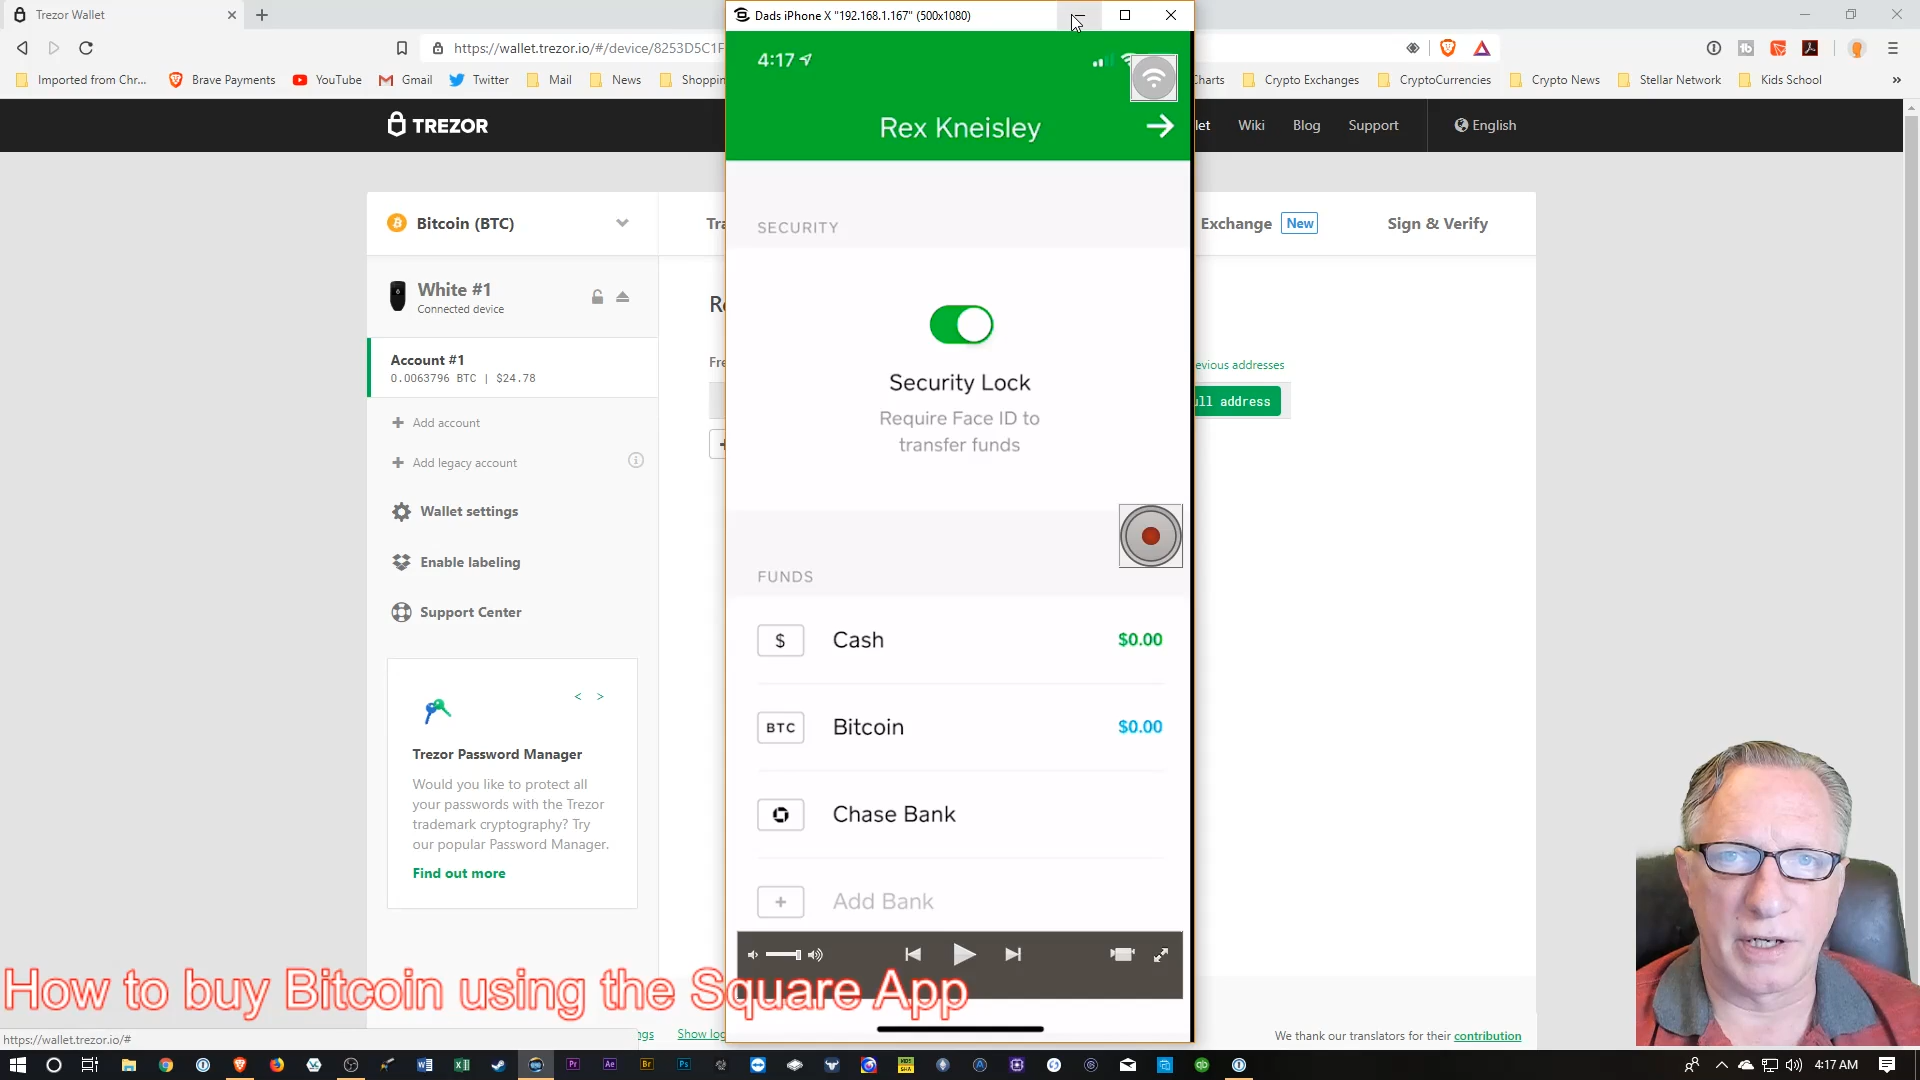 Trezor Wallet
Dads iPhone X "192.168.1.167" (500x1080)
https://wallet.trezor.io/#/device/8253D5C1F
Imported from Chr...
Brave Payments
YouTube
Gmail
Twitter
Mail
News
Shoppin
harts
Crypto Exchanges
CryptoCurrencies
Crypto News
Stellar Network
Kids School
»
4:17
Rex Kneisley
TREZOR
let
Wiki
Blog
Support
English
Bitcoin (BTC)
Tra
Exchange
New
Sign & Verify
White #1
Connected device
Account #1
0.0063796 BTC | $24.78
Add account
Add legacy account
Wallet settings
Enable labeling
Support Center
Trezor Password Manager
Would you like to protect all
your passwords with the Trezor
trademark cryptography? Try
our popular Password Manager.
Find out more
Re
Fre
evious addresses
ull address
SECURITY
Security Lock
Require Face ID to
transfer funds
FUNDS
$ Cash $0.00
BTC Bitcoin $0.00
Chase Bank
+ Add Bank
How to buy Bitcoin using the Square App
https://wallet.trezor.io/#
ngs
Show log
We thank our translators for their contribution
4:17 AM